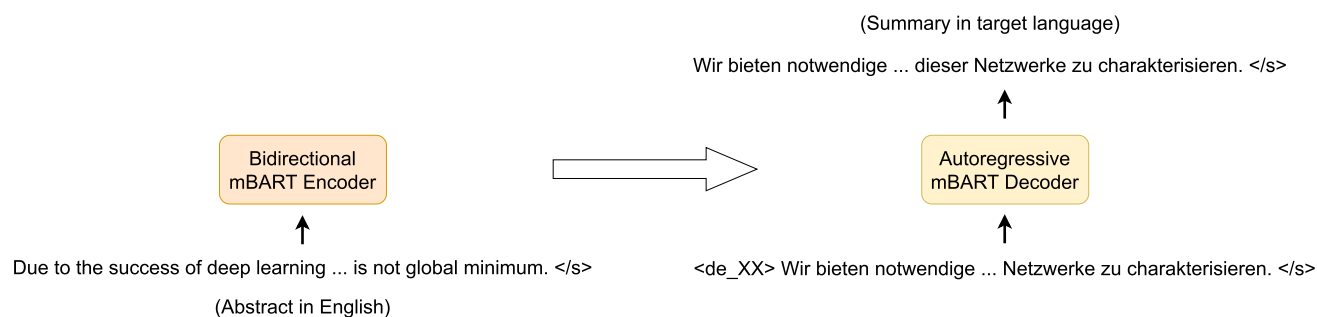 (Summary in target language)
Wir bieten notwendige ... dieser Netzwerke zu charakterisieren. </s>
Bidirectional
mBART Encoder
Autoregressive
mBART Decoder
Due to the success of deep learning ... is not global minimum. </s>
<de_XX> Wir bieten notwendige ... Netzwerke zu charakterisieren. </s>
(Abstract in English)